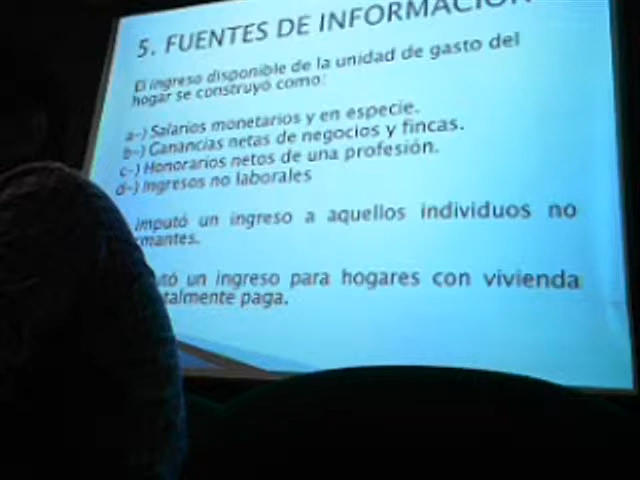 5. FUENTES DE INFORMACIÓN
El ingreso disponible de la unidad de gasto del
hogar se construyó como:
a-) Salarios monetarios y en especie.
b-) Ganancias netas de negocios y fincas.
c-) Honorarios netos de una profesión.
d-) Ingresos no laborales
imputó un ingreso a aquellos individuos no
mantes.
tó un ingreso para hogares con vivienda
talmente paga.